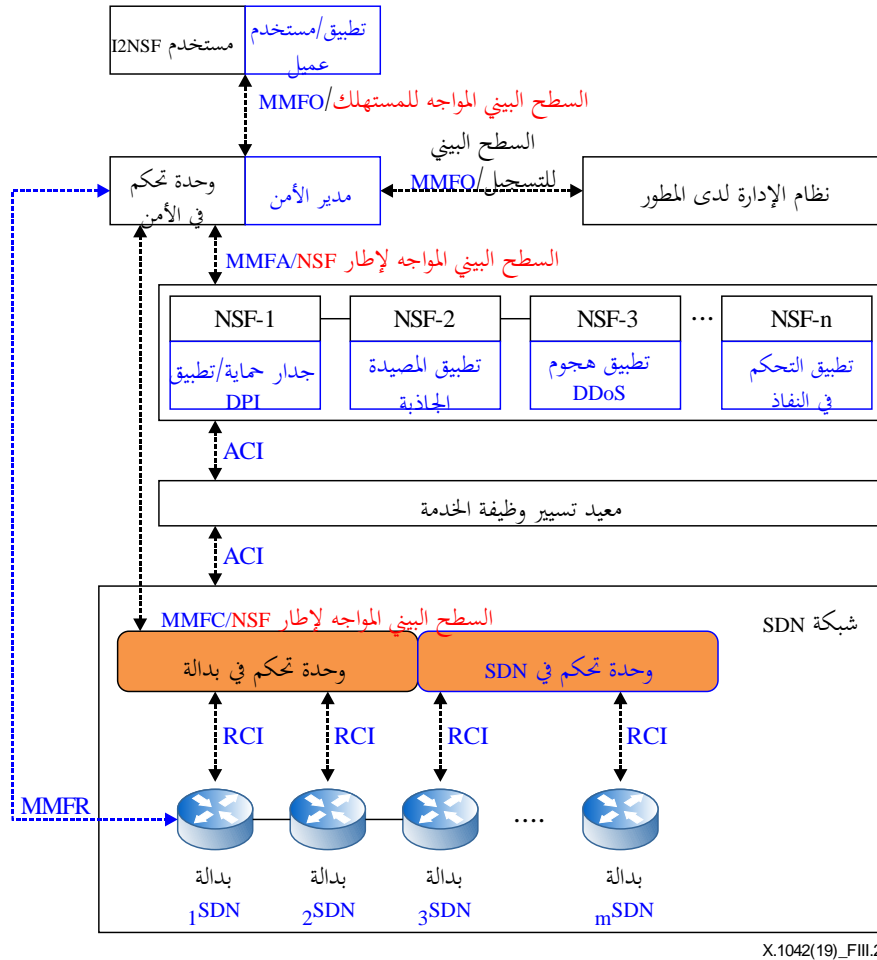 مستخدم I2NSF
تطبيق/مستخدم
عميل
السطح البيني المواجه للمستهلك/MMFO
السطح البيني
للتسجيل/MMFO
وحدة تحكم
في الأمن
مدير الأمن
نظام الإدارة لدى المطور
السطح البيني المواجه لإطار MMFA/NSF
NSF-1
NSF-2
NSF-3
...
NSF-n
جدار حماية/تطبيق
DPI
تطبيق المصيدة
الجاذبة
تطبيق هجوم
DDoS
تطبيق التحكم
في النفاذ
ACI
معيد تسيير وظيفة الخدمة
ACI
السطح البيني المواجه لإطار MMFC/NSF
شبكة SDN
وحدة تحكم في بدالة
وحدة تحكم في SDN
RCI
RCI
RCI
RCI
MMFR
....
بدالة
1SDN
بدالة
2SDN
بدالة
3SDN
بدالة
mSDN
X.1042(19)_FIII.2